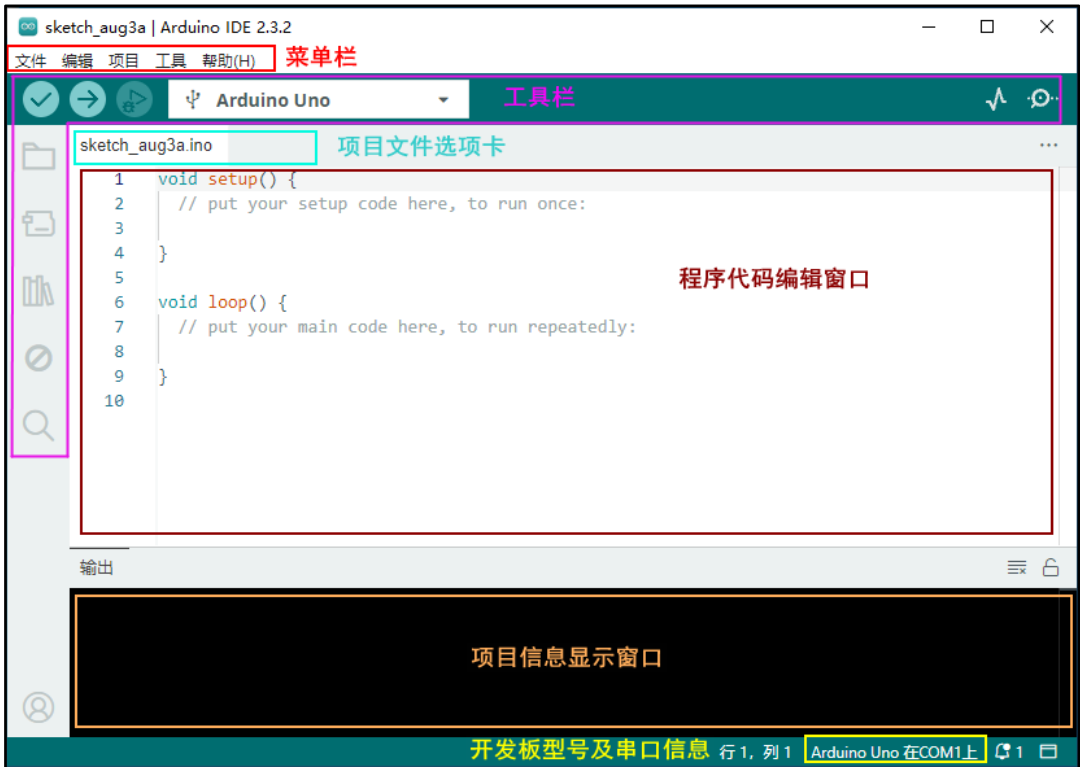 sketch_aug3a | Arduino IDE 2.3.2
文件 编辑 项目 工具 帮助(H) 菜单栏
Arduino Uno 工具栏
sketch_aug3a.ino 项目文件选项卡
1 void setup() {
2 // put your setup code here, to run once:
3
4 }
5
程序代码编辑窗口
6 void loop() {
7 // put your main code here, to run repeatedly:
8
9 }
10
输出
项目信息显示窗口
开发板型号及串口信息 行 1, 列 1 Arduino Uno 在COM1上 1